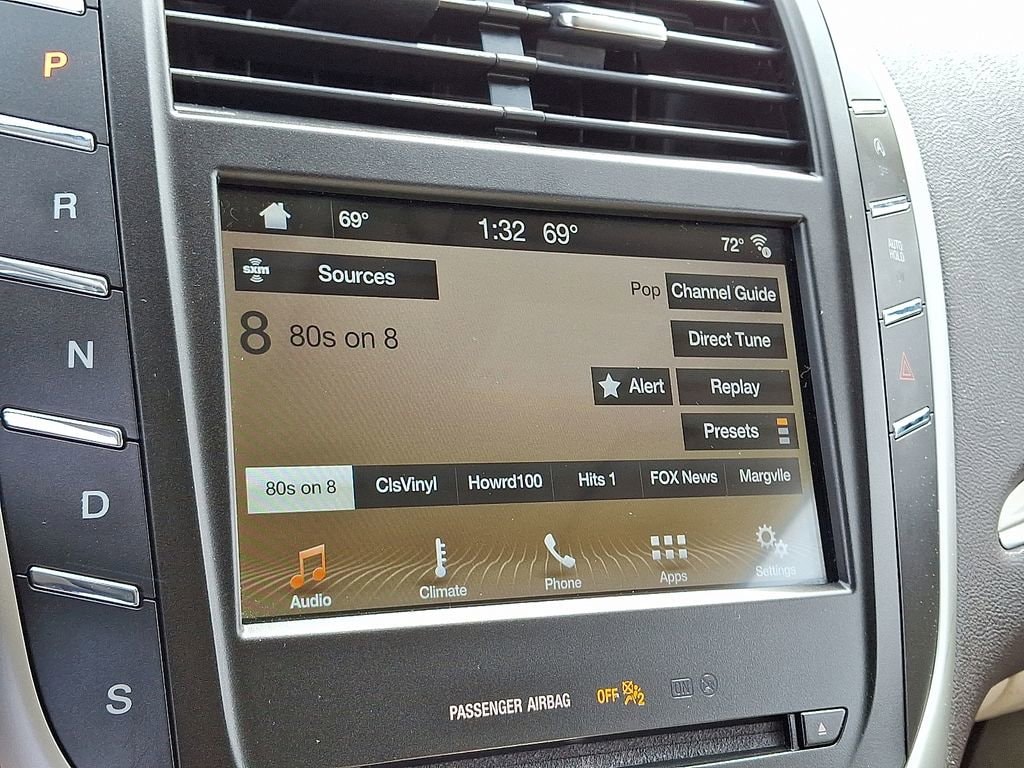 P
R
N
D
S
69° 1:32 69° 72°
sxm Sources
Pop Channel Guide
8 80s on 8
Direct Tune
Alert Replay
Presets
80s on 8 ClsVinyl Howrd100 Hits 1 FOX News Margvlle
Audio Climate Phone Apps Settings
PASSENGER AIRBAG OFF 2 ON
AUTO
HOLD